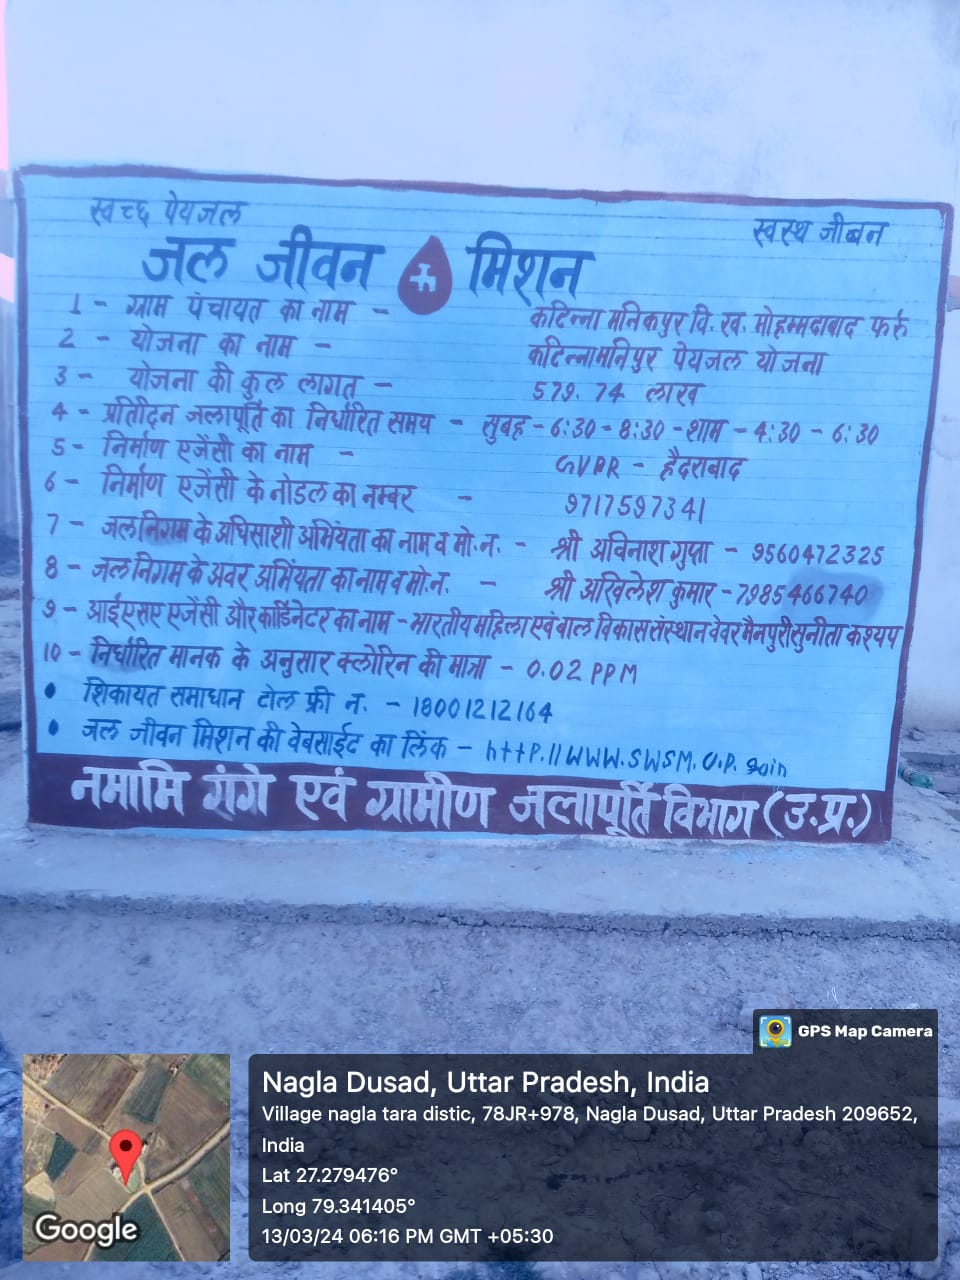 स्वच्छ पेयजल
स्वस्थ जीवन
जल जीवन मिशन
1 - ग्राम पंचायत का नाम - कटिन्ना मनिकपुर वि. ख. मोहम्मदाबाद फर्रु
2 - योजना का नाम - कटिन्नामनिपुर पेयजल योजना
3 - योजना की कुल लागत - 579.74 लाख
4 - प्रतिदिन जलापूर्ति का निर्धारित समय - सुबह - 6:30 - 8:30 - शाम - 4:30 - 6:30
5 - निर्माण एजेंसी का नाम - GVPR - हैदराबाद
6 - निर्माण एजेंसी के नोडल का नम्बर - 9717597341
7 - जलनिगम के अधिसाशी अभिंयता का नाम व मो.न. - श्री अविनाश गुप्ता - 9560472325
8 - जलनिगम के अवर अभिंयता का नाम व मो.न. - श्री अखिलेश कुमार - 7985466740
9 - आईएसए एजेंसी और कार्डिनेटर का नाम - भारतीय महिला एवं बाल विकास संस्थान वेवर मैनपुरी सुनीता कश्यप
10 - निर्धारित मानक के अनुसार क्लोरिन की मात्रा - 0.02 PPM
• शिकायत समाधान टोल फ्री न. - 18001212164
• जल जीवन मिशन की वेबसाईट का लिंक - httP.//WWW.SWSM.U.P. goin
नमामि गंगे एवं ग्रामीण जलापूर्ति विभाग (उ.प्र.)
GPS Map Camera
Nagla Dusad, Uttar Pradesh, India
Village nagla tara distic, 78JR+978, Nagla Dusad, Uttar Pradesh 209652,
India
Lat 27.279476°
Long 79.341405°
13/03/24 06:16 PM GMT +05:30
Google